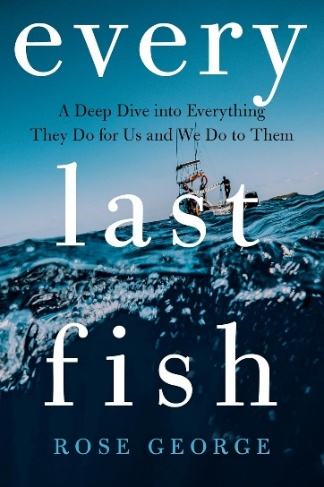 every
A Deep Dive into Everything
They Do for Us and We Do to Them
last
fish
ROSE GEORGE